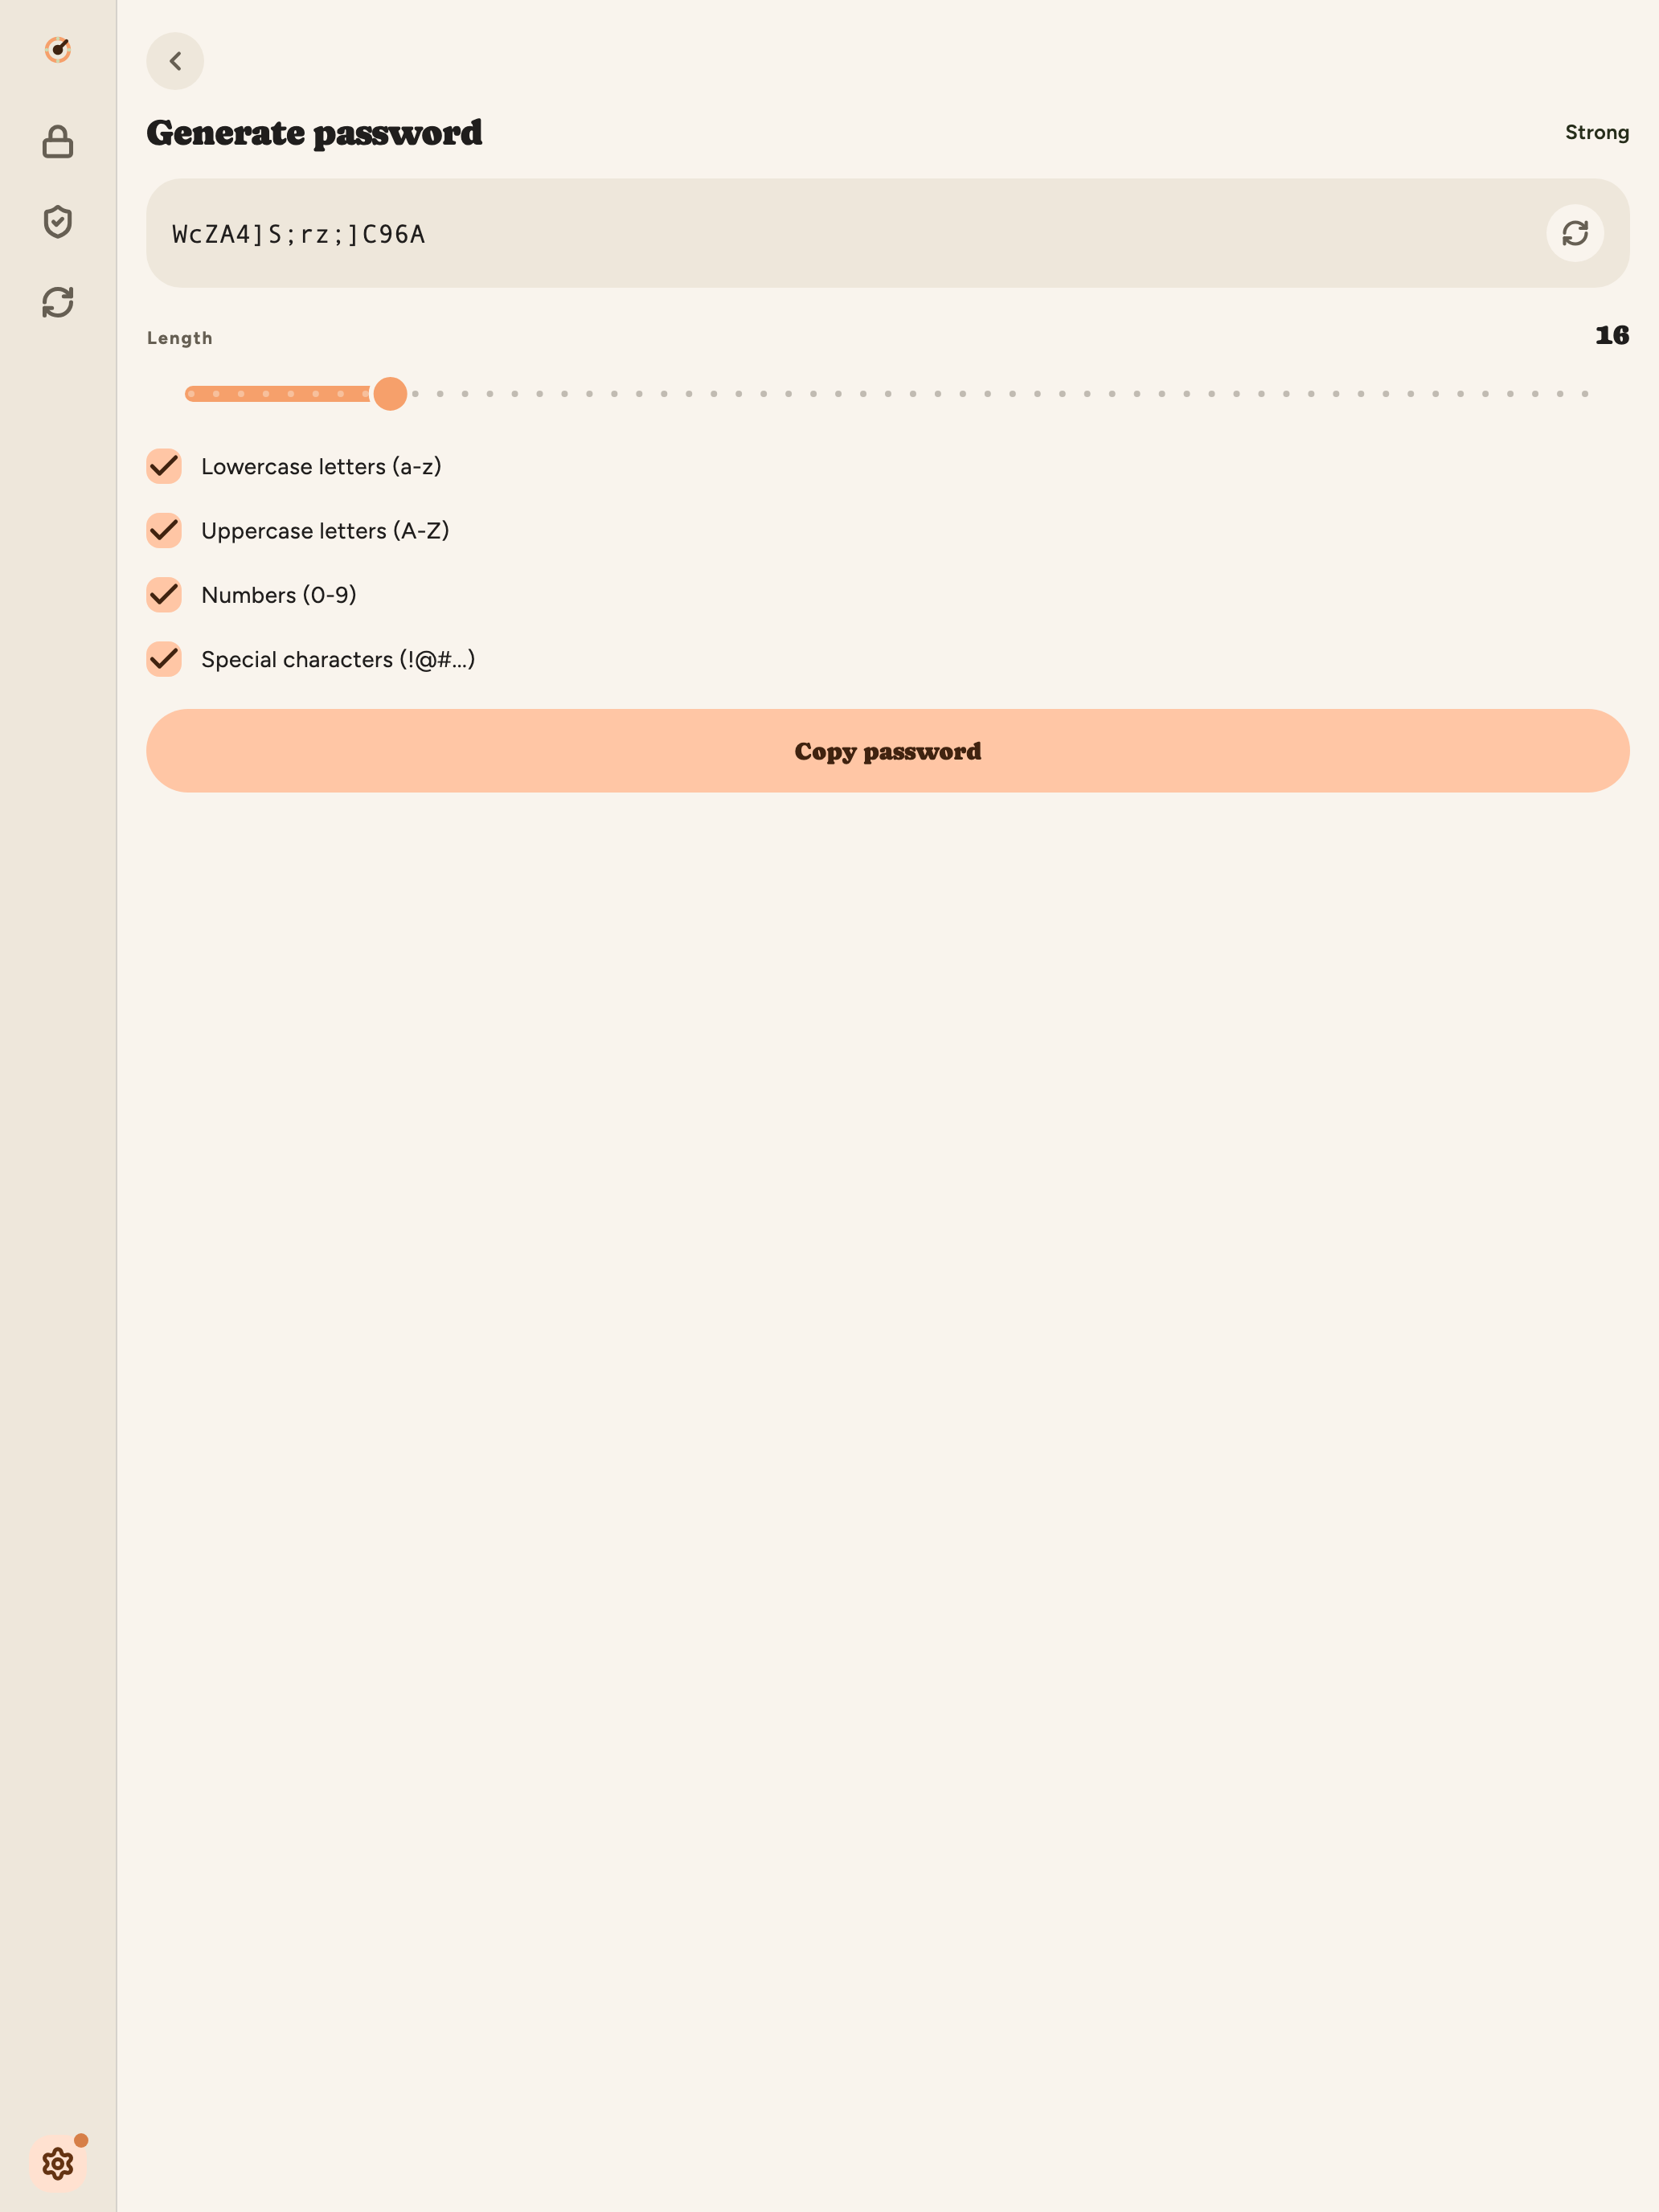 Generate password
Strong
WcZA4]S;rz;]C96A
Length
16
Lowercase letters (a-z)
Uppercase letters (A-Z)
Numbers (0-9)
Special characters (!@#...)
Copy password